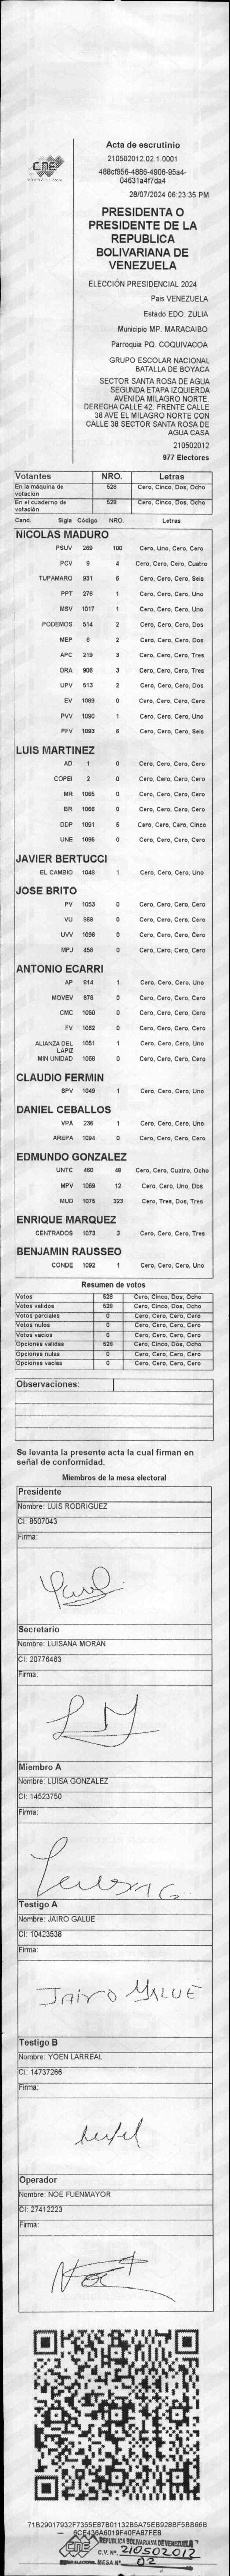 Acta de escrutinio
210502012.02.1.0001
488cf956-4886-4906-95a4-
04631a4f7da4
28/07/2024 06:23:35 PM
CNE
PRESIDENTA O
PRESIDENTE DE LA
REPUBLICA
BOLIVARIANA DE
VENEZUELA
ELECCIÓN PRESIDENCIAL 2024
Pais VENEZUELA
Estado EDO. ZULIA
Municipio MP. MARACAIBO
Parroquia PQ. COQUIVACOA
GRUPO ESCOLAR NACIONAL
BATALLA DE BOYACA
SECTOR SANTA ROSA DE AGUA
SEGUNDA ETAPA IZQUIERDA
AVENIDA MILAGRO NORTE.
DERECHA CALLE 42. FRENTE CALLE
38 AVE EL MILAGRO NORTE CON
CALLE 38 SECTOR SANTA ROSA DE
AGUA CASA
210502012
977 Electores
Votantes NRO. Letras
En la máquina de votación 528 Cero, Cinco, Dos, Ocho
En el cuaderno de votación 528 Cero, Cinco, Dos, Ocho
Cand. Sigla Código NRO. Letras
NICOLAS MADURO
PSUV 269 100 Cero, Uno, Cero, Cero
PCV 9 4 Cero, Cero, Cero, Cuatro
TUPAMARO 931 6 Cero, Cero, Cero, Seis
PPT 276 1 Cero, Cero, Cero, Uno
MSV 1017 1 Cero, Cero, Cero, Uno
PODEMOS 514 2 Cero, Cero, Cero, Dos
MEP 6 2 Cero, Cero, Cero, Dos
APC 219 3 Cero, Cero, Cero, Tres
ORA 906 3 Cero, Cero, Cero, Tres
UPV 513 2 Cero, Cero, Cero, Dos
EV 1089 0 Cero, Cero, Cero, Cero
PVV 1090 1 Cero, Cero, Cero, Uno
PFV 1093 6 Cero, Cero, Cero, Seis
LUIS MARTINEZ
AD 1 0 Cero, Cero, Cero, Cero
COPEI 2 0 Cero, Cero, Cero, Cero
MR 1065 0 Cero, Cero, Cero, Cero
BR 1066 0 Cero, Cero, Cero, Cero
DDP 1091 5 Cero, Cero, Cero, Cinco
UNE 1095 0 Cero, Cero, Cero, Cero
JAVIER BERTUCCI
EL CAMBIO 1048 1 Cero, Cero, Cero, Uno
JOSE BRITO
PV 1053 0 Cero, Cero, Cero, Cero
VU 968 0 Cero, Cero, Cero, Cero
UVV 1056 0 Cero, Cero, Cero, Cero
MPJ 458 0 Cero, Cero, Cero, Cero
ANTONIO ECARRI
AP 914 1 Cero, Cero, Cero, Uno
MOVEV 878 0 Cero, Cero, Cero, Cero
CMC 1050 0 Cero, Cero, Cero, Cero
FV 1062 0 Cero, Cero, Cero, Cero
ALIANZA DEL LAPIZ 1051 1 Cero, Cero, Cero, Uno
MIN UNIDAD 1068 0 Cero, Cero, Cero, Cero
CLAUDIO FERMIN
SPV 1049 1 Cero, Cero, Cero, Uno
DANIEL CEBALLOS
VPA 236 1 Cero, Cero, Cero, Uno
AREPA 1094 0 Cero, Cero, Cero, Cero
EDMUNDO GONZALEZ
UNTC 460 48 Cero, Cero, Cuatro, Ocho
MPV 1069 12 Cero, Cero, Uno, Dos
MUD 1075 323 Cero, Tres, Dos, Tres
ENRIQUE MARQUEZ
CENTRADOS 1073 3 Cero, Cero, Cero, Tres
BENJAMIN RAUSSEO
CONDE 1092 1 Cero, Cero, Cero, Uno
Resumen de votos
Votos 528 Cero, Cinco, Dos, Ocho
Votos validos 528 Cero, Cinco, Dos, Ocho
Votos parciales 0 Cero, Cero, Cero, Cero
Votos nulos 0 Cero, Cero, Cero, Cero
Votos vacios 0 Cero, Cero, Cero, Cero
Opciones validas 528 Cero, Cinco, Dos, Ocho
Opciones nulas 0 Cero, Cero, Cero, Cero
Opciones vacias 0 Cero, Cero, Cero, Cero
Observaciones:
Se levanta la presente acta la cual firman en
señal de conformidad.
Miembros de la mesa electoral
Presidente
Nombre: LUIS RODRIGUEZ
CI: 8507043
Firma:
Secretario
Nombre: LUISANA MORAN
CI: 20776463
Firma:
Miembro A
Nombre: LUISA GONZALEZ
CI: 14523750
Firma:
Testigo A
Nombre: JAIRO GALUE
CI: 10423538
Firma:
JAIRO GALUE
Testigo B
Nombre: YOEN LARREAL
CI: 14737266
Firma:
Operador
Nombre: NOE FUENMAYOR
CI: 27412223
Firma:
71B29017932F7355E87B01132B5A75EB928BF5BB66B
6CE436A6019F40FA87FE8
CNE REPÚBLICA BOLIVARIANA DE VENEZUELA
C.V. Nº. 210502012
MESA Nº 02